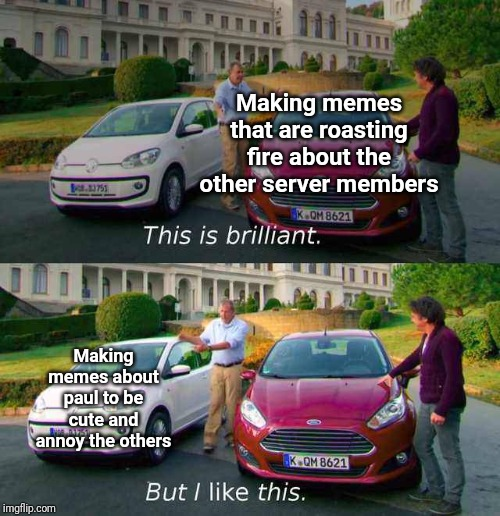 Making memes
that are roasting
fire about the
other server members
K QM 8621
This is brilliant.
Making
memes about
paul to be
cute and
annoy the others
K QM 8621
But I like this.
imgflip.com